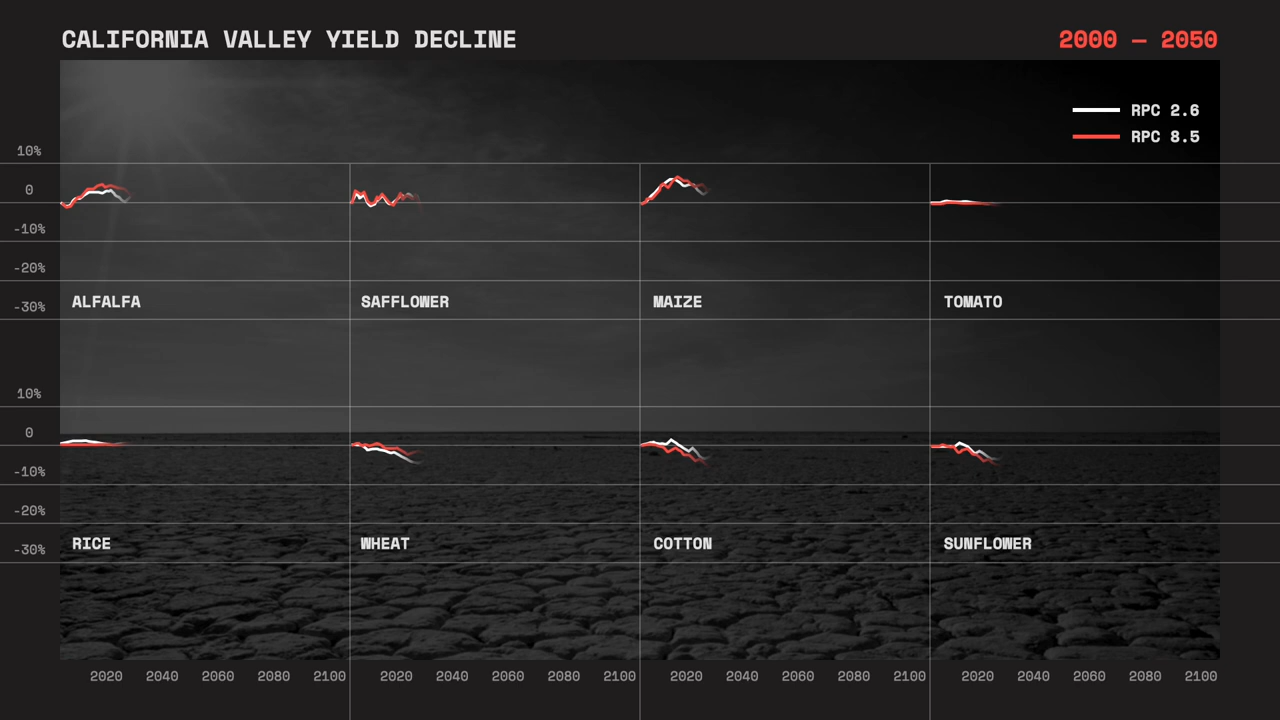 CALIFORNIA VALLEY YIELD DECLINE 2000 — 2050
RPC 2.6
RPC 8.5
10%
0
-10%
-20%
-30%
ALFALFA SAFFLOWER MAIZE TOMATO
10%
0
-10%
-20%
-30%
RICE WHEAT COTTON SUNFLOWER
2020 2040 2060 2080 2100 2020 2040 2060 2080 2100 2020 2040 2060 2080 2100 2020 2040 2060 2080 2100